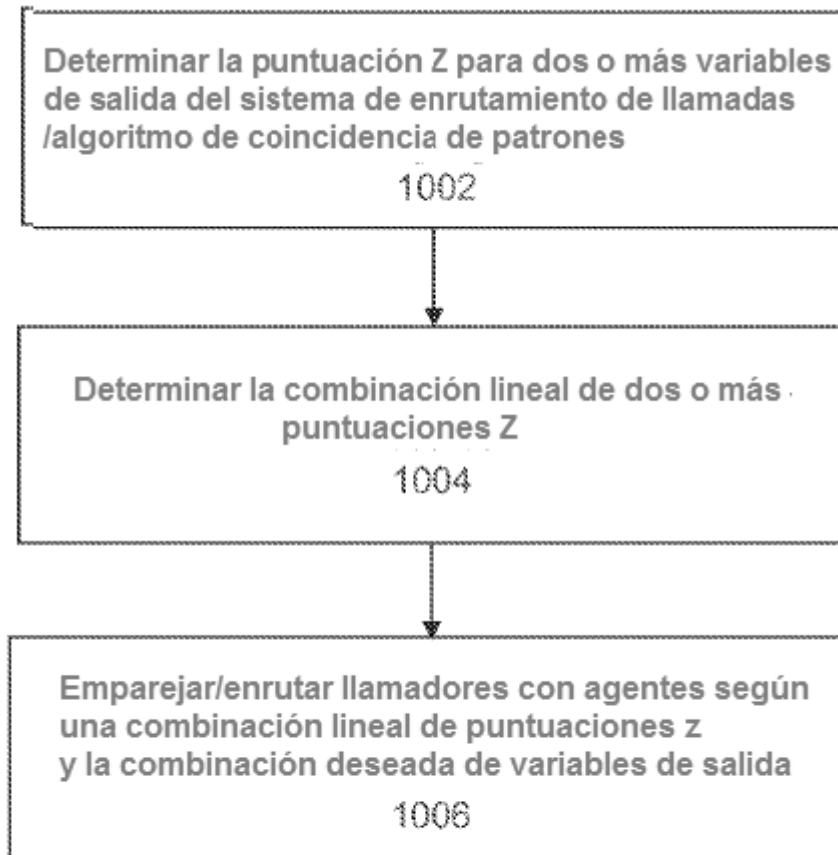 Determinar la puntuación Z para dos o más variables
de salida del sistema de enrutamiento de llamadas
/algoritmo de coincidencia de patrones
1002
Determinar la combinación lineal de dos o más
puntuaciones Z
1004
Emparejar/enrutar llamadores con agentes según
una combinación lineal de puntuaciones z
y la combinación deseada de variables de salida
1006